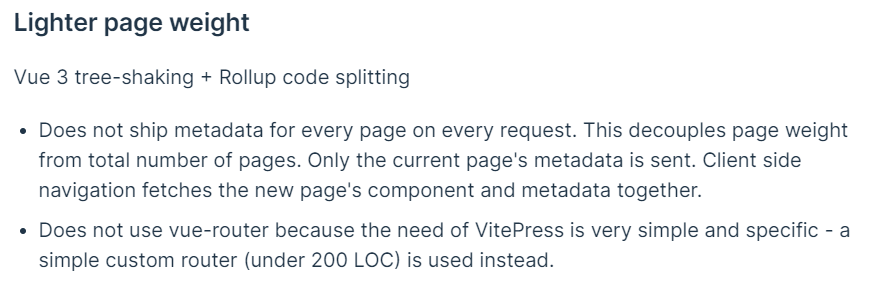 Lighter page weight
Vue 3 tree-shaking + Rollup code splitting
• Does not ship metadata for every page on every request. This decouples page weight
from total number of pages. Only the current page's metadata is sent. Client side
navigation fetches the new page's component and metadata together.
• Does not use vue-router because the need of VitePress is very simple and specific - a
simple custom router (under 200 LOC) is used instead.